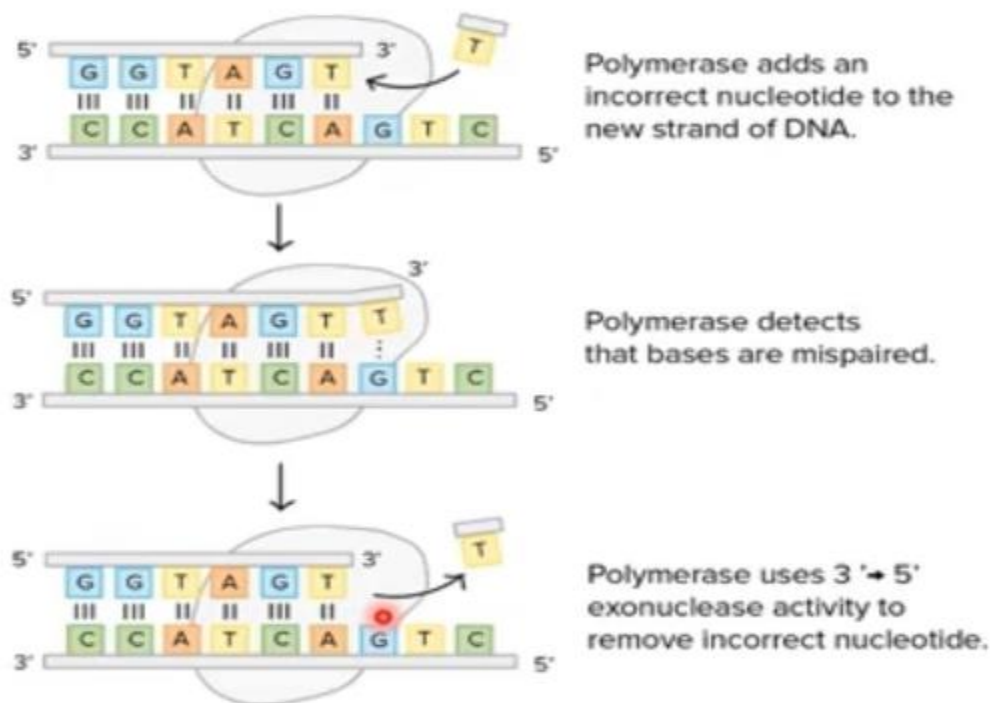 T
5' 3'
G G T A G T
C C A T C A G T C
3' 5'
Polymerase adds an
incorrect nucleotide to the
new strand of DNA.
3'
5'
G G T A G T T
C C A T C A G T C
3' 5'
Polymerase detects
that bases are mispaired.
T
5' 3'
G G T A G T
C C A T C A G T C
3' 5'
Polymerase uses 3 '→ 5'
exonuclease activity to
remove incorrect nucleotide.